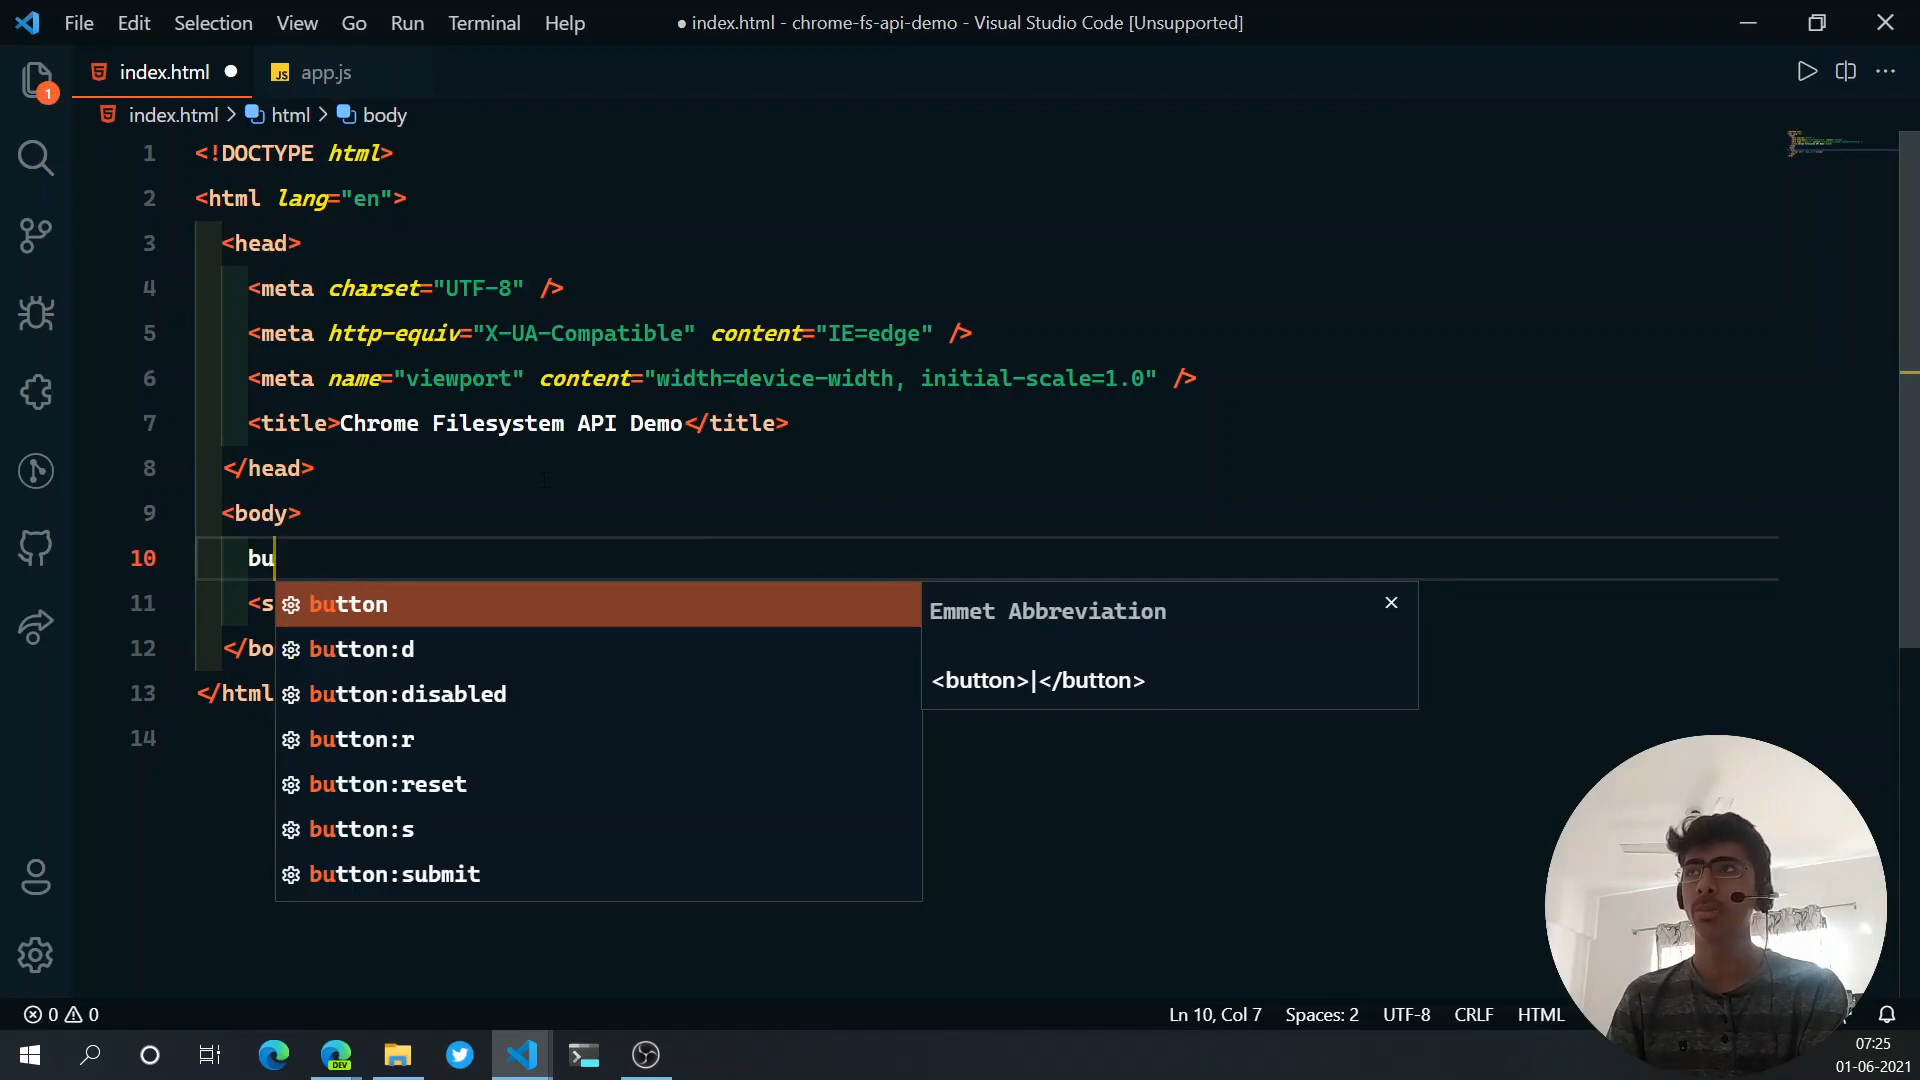 File Edit Selection View Go Run Terminal Help ● index.html - chrome-fs-api-demo - Visual Studio Code [Unsupported]
index.html ● JS app.js
1
index.html > html > body
1 <!DOCTYPE html>
2 <html lang="en">
3 <head>
4 <meta charset="UTF-8" />
5 <meta http-equiv="X-UA-Compatible" content="IE=edge" />
6 <meta name="viewport" content="width=device-width, initial-scale=1.0" />
7 <title>Chrome Filesystem API Demo</title>
8 </head>
9 <body>
10 bu
11 <s
12 </bo
13 </html
14
button
button:d
button:disabled
button:r
button:reset
button:s
button:submit
Emmet Abbreviation
<button>|</button>
0 0 Ln 10, Col 7 Spaces: 2 UTF-8 CRLF HTML
DEV
07:25
01-06-2021